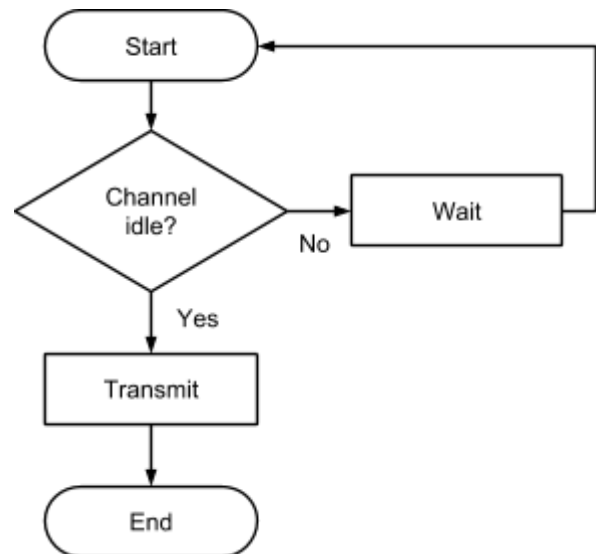 Start
Channel
idle?
No
Wait
Yes
Transmit
End